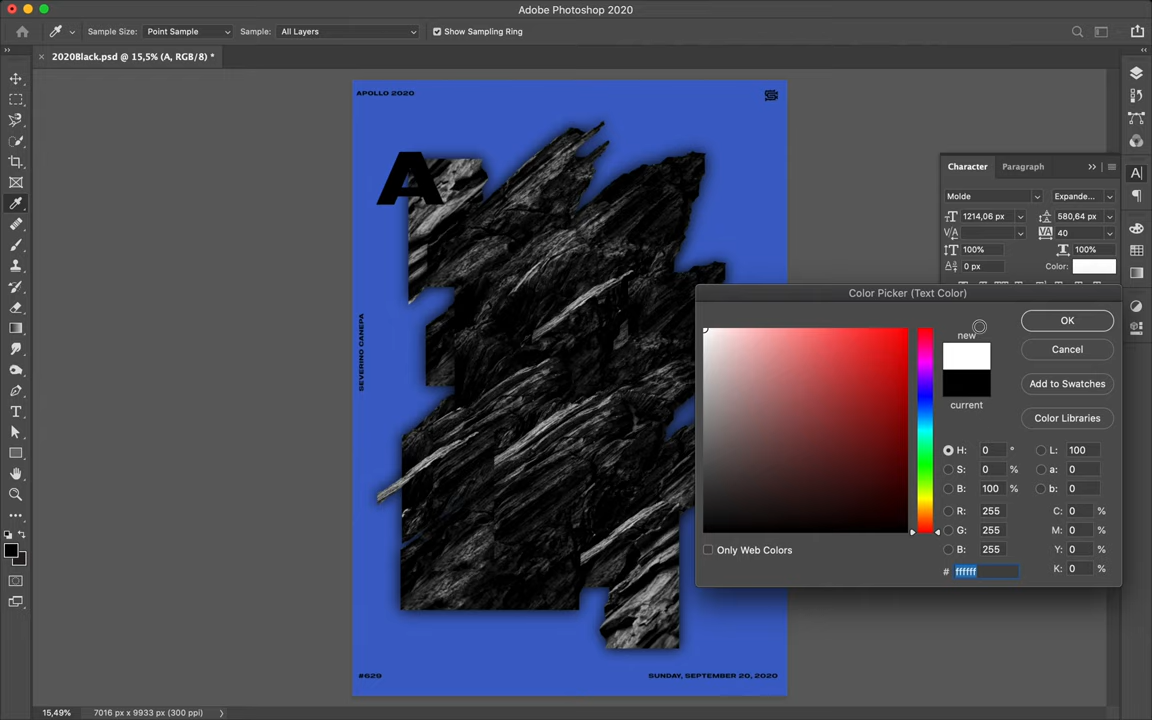 Adobe Photoshop 2020
Sample Size: Point Sample Sample: All Layers Show Sampling Ring
2020Black.psd @ 15,5% (A, RGB/8) *
APOLLO 2020
A
SEVERINO CANEPA
#629
SUNDAY, SEPTEMBER 20, 2020
Character Paragraph
Molde Expande...
1214,06 px 580,64 px
40
100% 100%
0 px Color:
Color Picker (Text Color)
new
current
OK
Cancel
Add to Swatches
Color Libraries
H: 0 ° L: 100
S: 0 % a: 0
B: 100 % b: 0
R: 255 C: 0 %
G: 255 M: 0 %
B: 255 Y: 0 %
# ffffff K: 0 %
Only Web Colors
15,49% 7016 px x 9933 px (300 ppi)